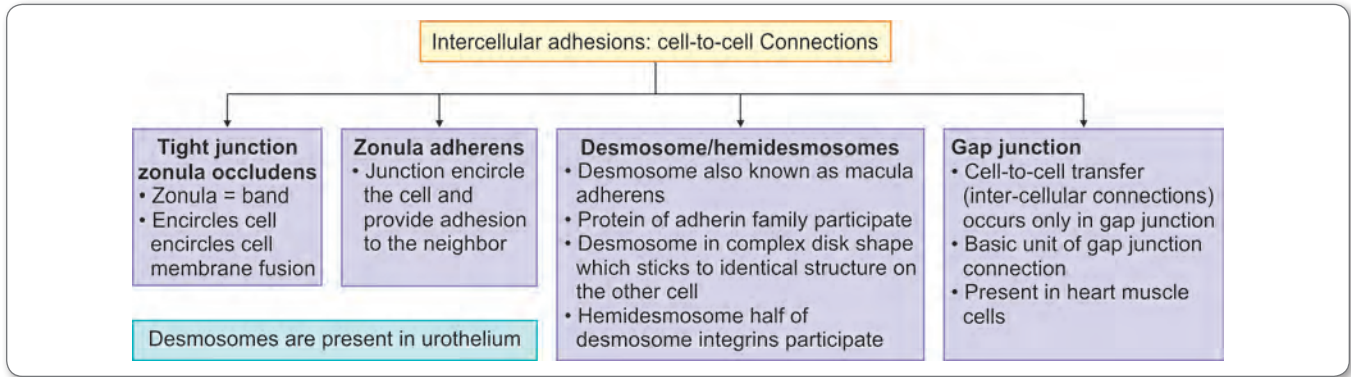 Intercellular adhesions: cell-to-cell Connections
Tight junction
zonula occludens
• Zonula = band
• Encircles cell
encircles cell
membrane fusion
Zonula adherens
• Junction encircle
the cell and
provide adhesion
to the neighbor
Desmosome/hemidesmosomes
• Desmosome also known as macula
adherens
• Protein of adherin family participate
• Desmosome in complex disk shape
which sticks to identical structure on
the other cell
• Hemidesmosome half of
desmosome integrins participate
Gap junction
• Cell-to-cell transfer
(inter-cellular connections)
occurs only in gap junction
• Basic unit of gap junction
connection
• Present in heart muscle
cells
Desmosomes are present in urothelium